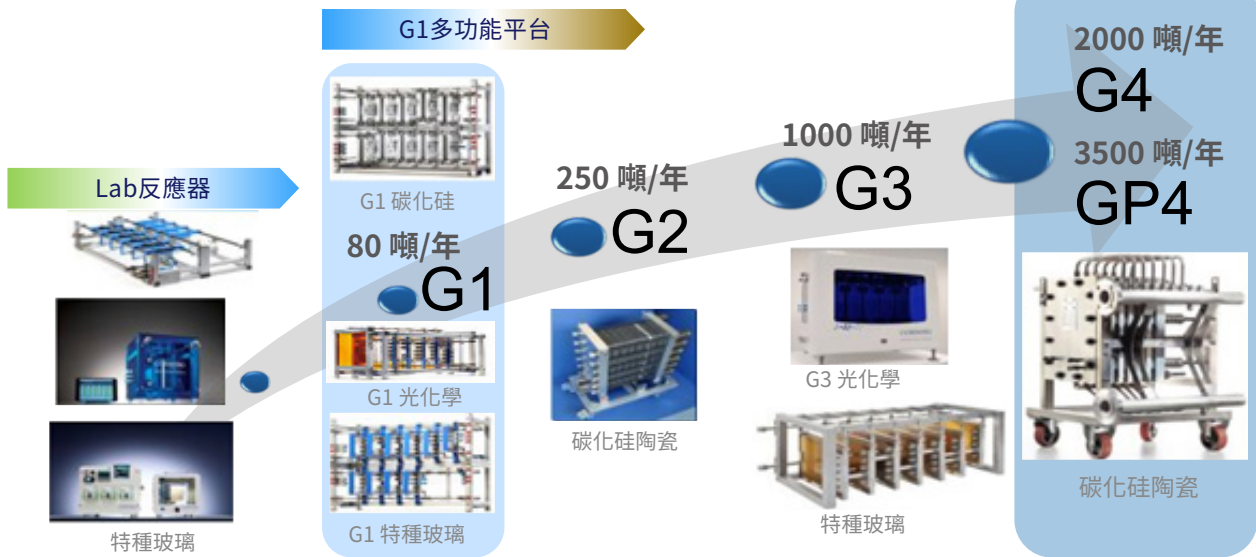 G1多功能平台
2000 噸/年
G4
3500 噸/年
GP4
1000 噸/年
G3
250 噸/年
G2
Lab反應器
G1 碳化硅
80 噸/年
G1
G1 光化學
G3 光化學
碳化硅陶瓷
碳化硅陶瓷
特種玻璃
G1 特種玻璃
特種玻璃